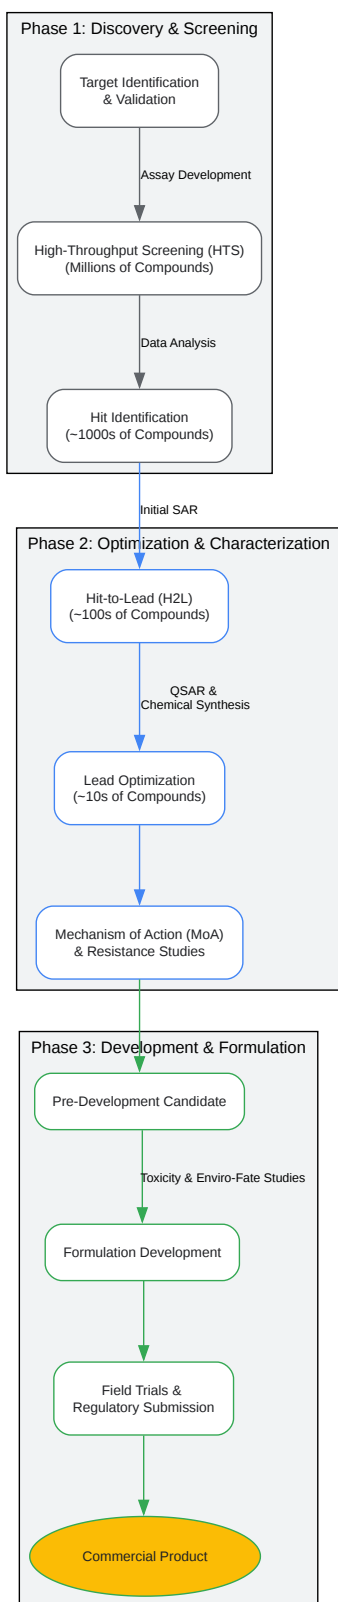 Phase 1: Discovery & Screening
Target Identification
& Validation
Assay Development
High-Throughput Screening (HTS)
(Millions of Compounds)
Data Analysis
Hit Identification
(~1000s of Compounds)
Initial SAR
Phase 2: Optimization & Characterization
Hit-to-Lead (H2L)
(~100s of Compounds)
QSAR &
Chemical Synthesis
Lead Optimization
(~10s of Compounds)
Mechanism of Action (MoA)
& Resistance Studies
Phase 3: Development & Formulation
Pre-Development Candidate
Toxicity & Enviro-Fate Studies
Formulation Development
Field Trials &
Regulatory Submission
Commercial Product